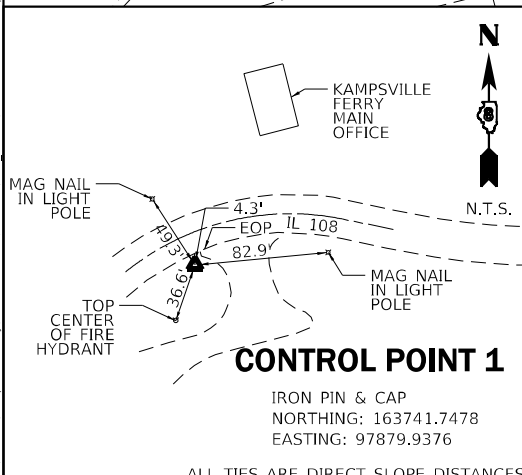 N
8
N.T.S.
KAMPSVILLE
FERRY
MAIN
OFFICE
MAG NAIL
IN LIGHT
POLE
4.3'
EOP
IL 108
49.3'
82.9'
36.6'
MAG NAIL
IN LIGHT
POLE
TOP
CENTER
OF FIRE
HYDRANT
CONTROL POINT 1
IRON PIN & CAP
NORTHING: 163741.7478
EASTING: 97879.9376
ALL TIES ARE DIRECT SLOPE DISTANCES